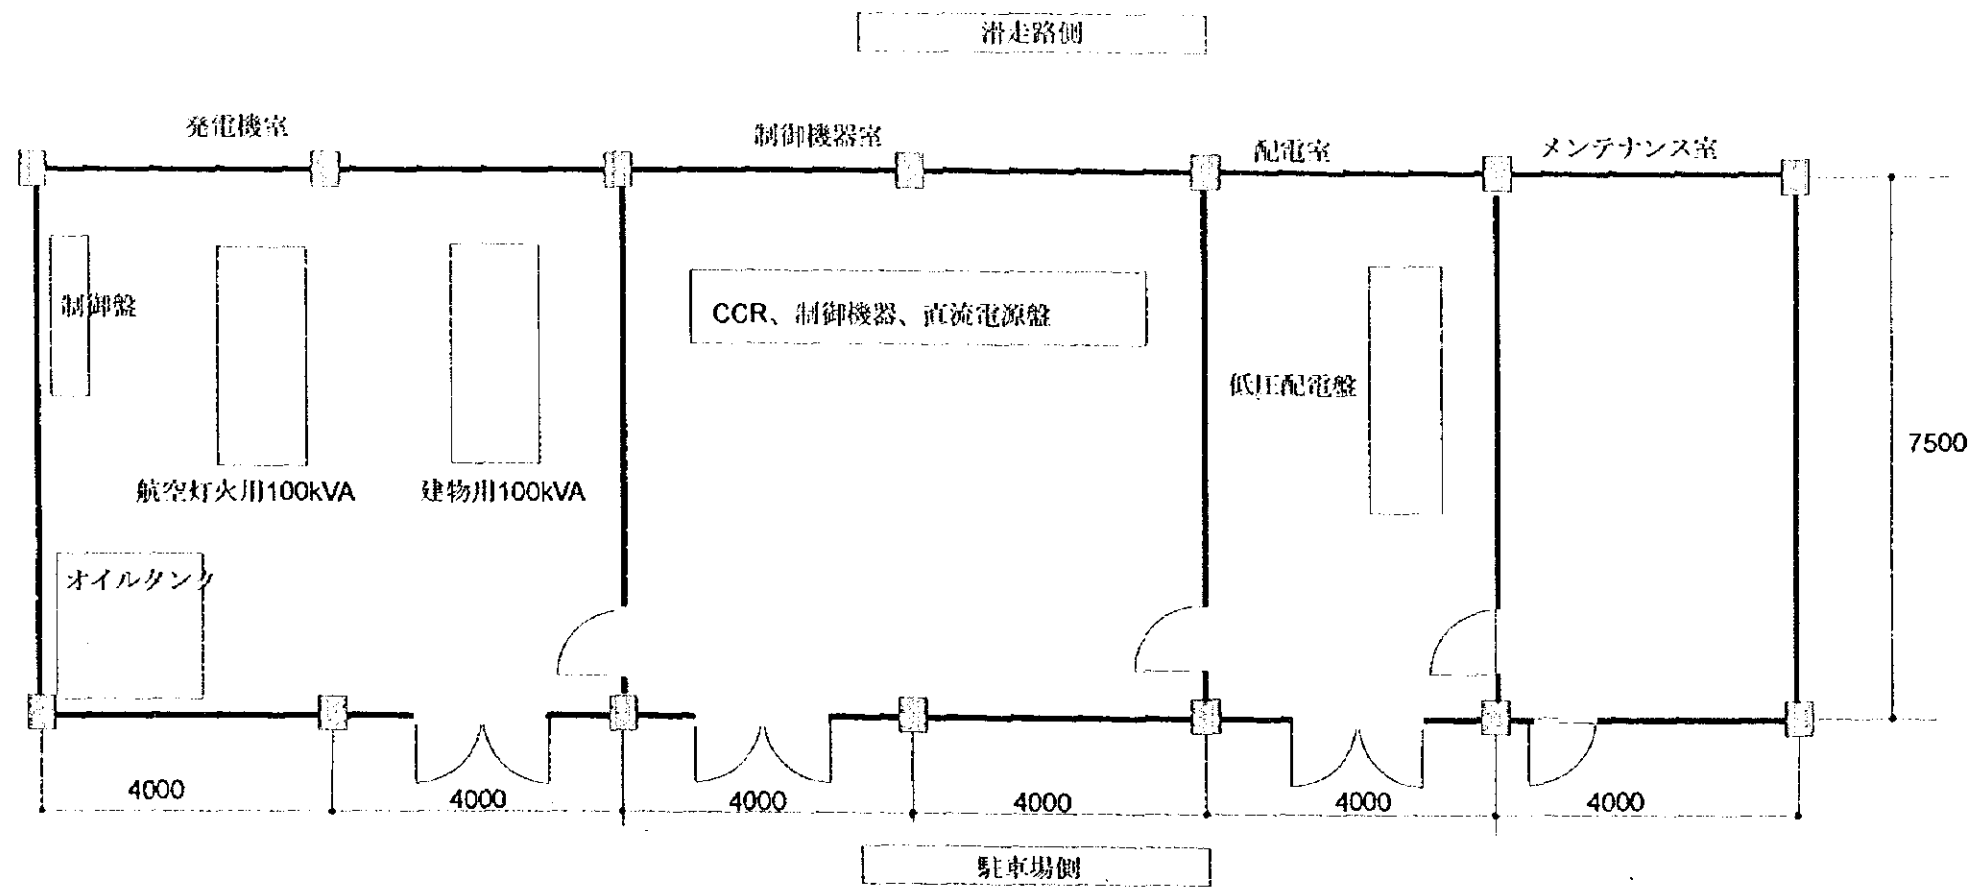 滑走路側
発電機室
制御機器室
配電室
メンテナンス室
制御盤
CCR、制御機器、直流電源盤
低圧配電盤
7500
航空灯火用100kVA
建物用100kVA
オイルタンク
4000
4000
4000
4000
4000
4000
駐車場側